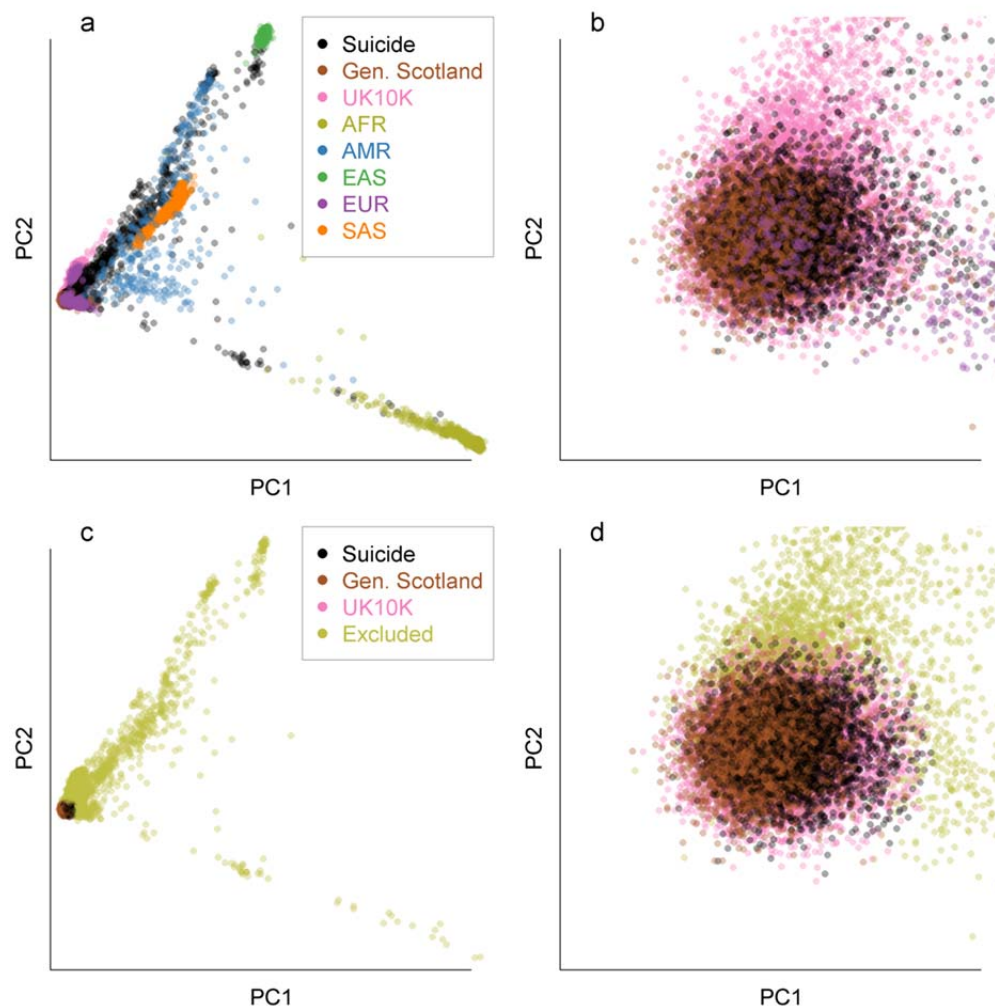 a
Suicide
Gen. Scotland
UK10K
AFR
AMR
EAS
EUR
SAS
PC2
PC1
b
PC2
PC1
c
Suicide
Gen. Scotland
UK10K
Excluded
PC2
PC1
d
PC2
PC1